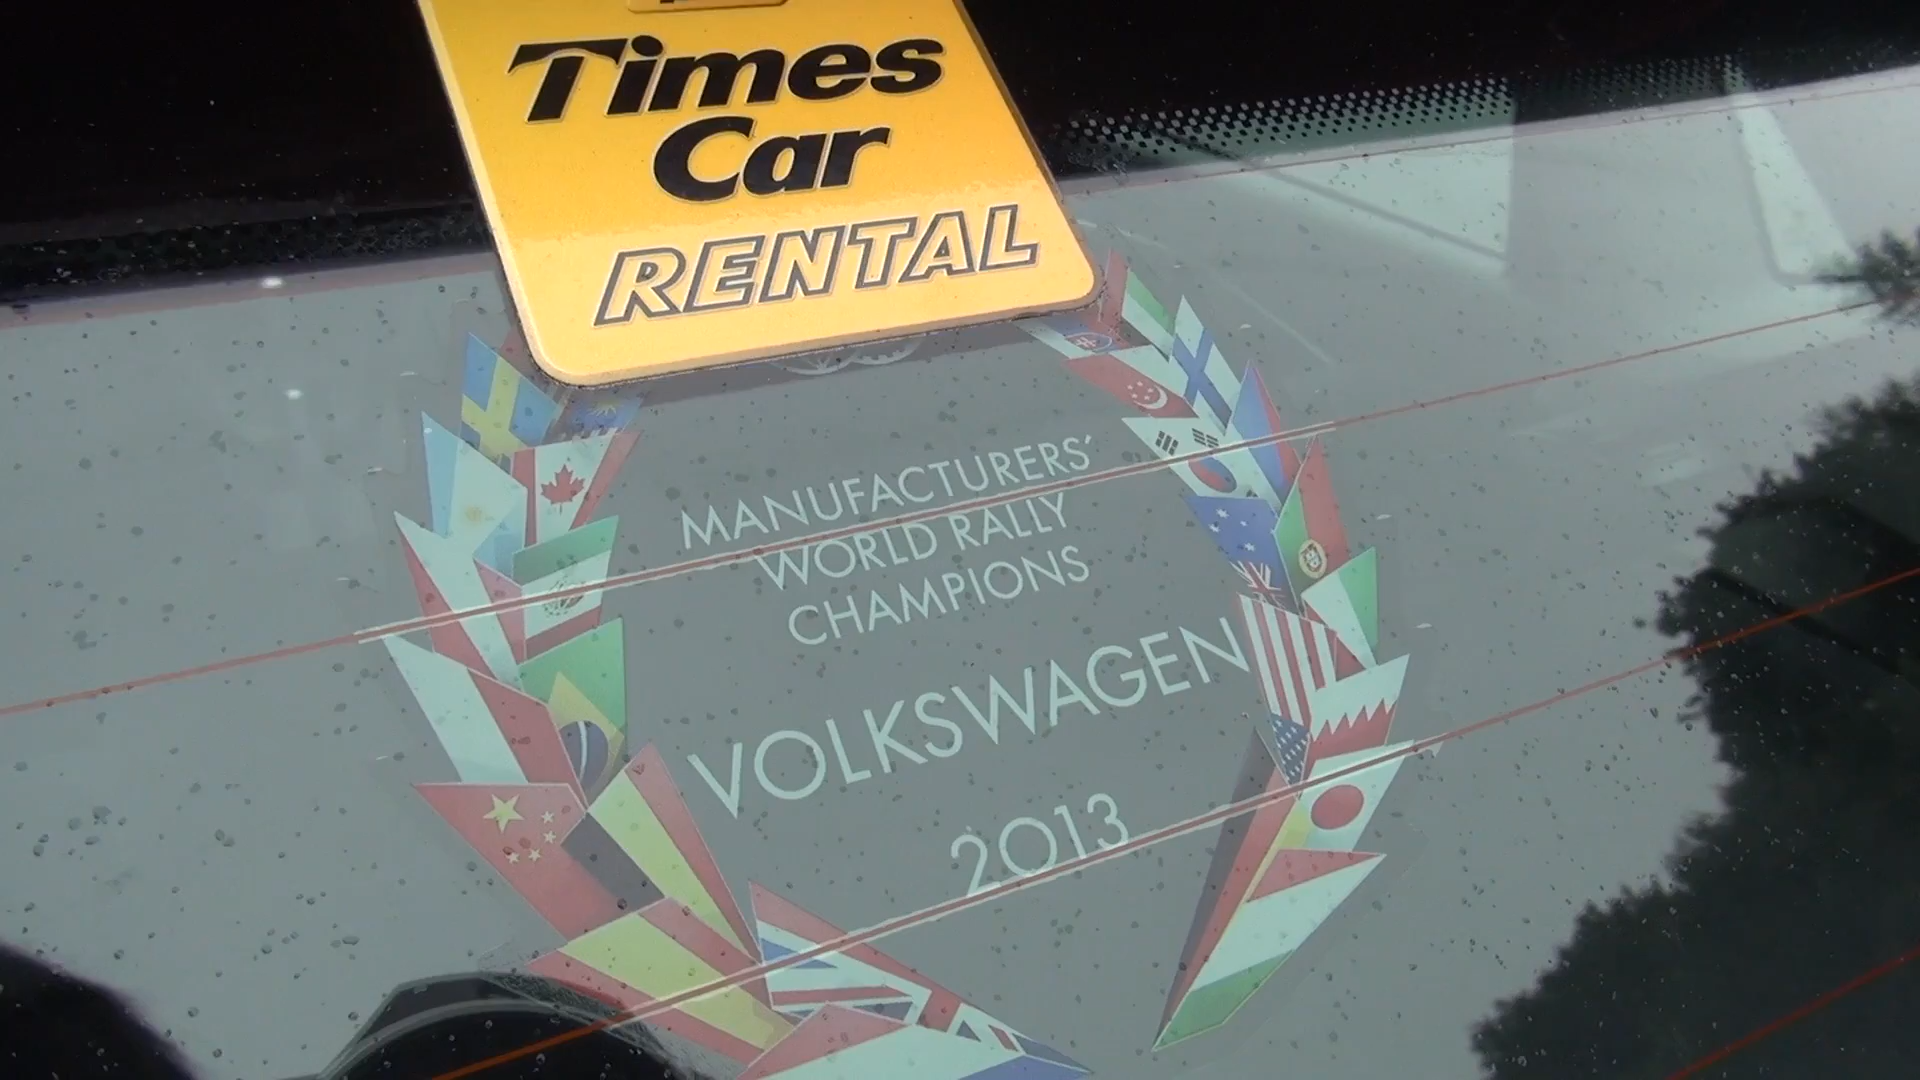 Times
Car
RENTAL
MANUFACTURERS´
WORLD RALLY
CHAMPIONS
VOLKSWAGEN
2013